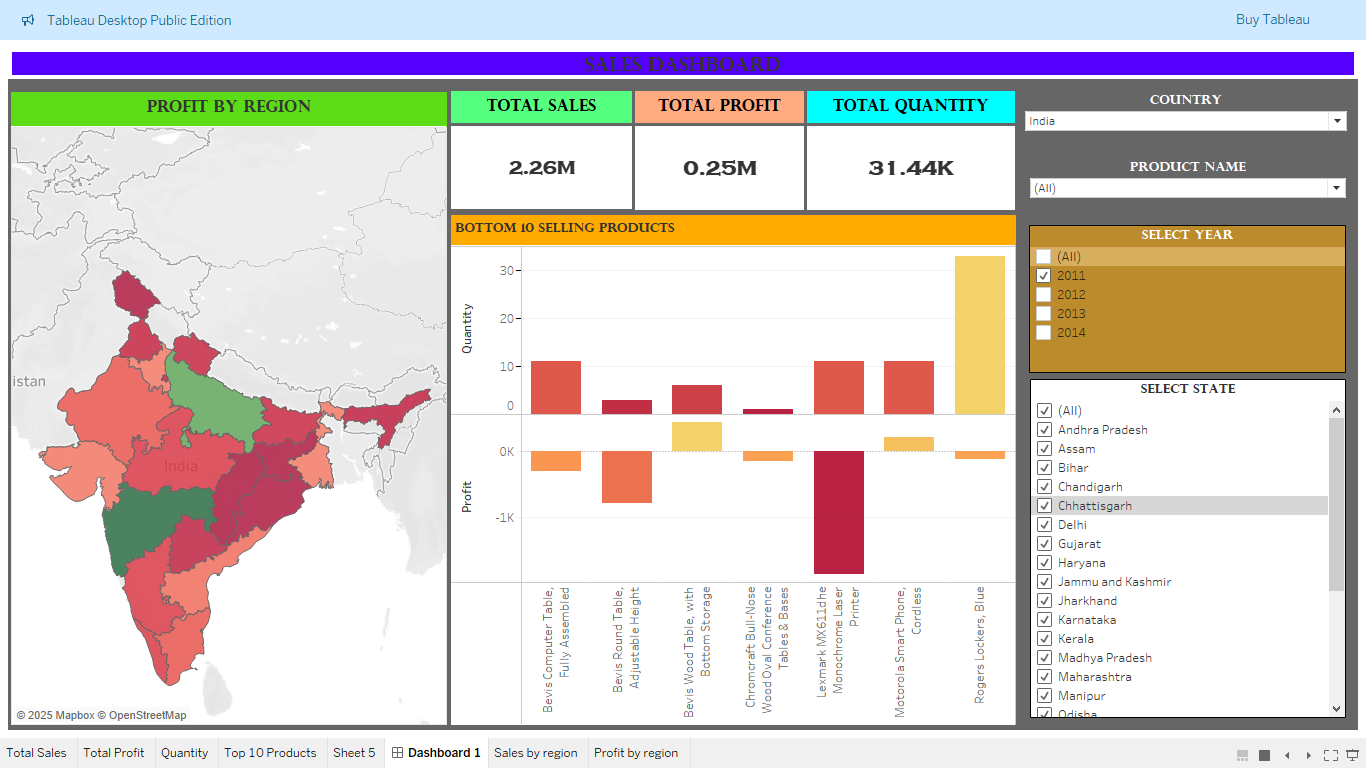 Tableau Desktop Public Edition
Buy Tableau
SALES DASHBOARD
PROFIT BY REGION
istan
India
© 2025 Mapbox © OpenStreetMap
TOTAL SALES
2.26M
TOTAL PROFIT
0.25M
TOTAL QUANTITY
31.44K
BOTTOM 10 SELLING PRODUCTS
Quantity
30
20
10
0
Profit
0K
-1K
Bevis Computer Table,
Fully Assembled
Bevis Round Table,
Adjustable Height
Bevis Wood Table, with
Bottom Storage
Chromcraft Bull-Nose
Wood Oval Conference
Tables & Bases
Lexmark MX611dhe
Monochrome Laser
Printer
Motorola Smart Phone,
Cordless
Rogers Lockers, Blue
COUNTRY
India
PRODUCT NAME
(All)
SELECT YEAR
(All)
2011
2012
2013
2014
SELECT STATE
(All)
Andhra Pradesh
Assam
Bihar
Chandigarh
Chhattisgarh
Delhi
Gujarat
Haryana
Jammu and Kashmir
Jharkhand
Karnataka
Kerala
Madhya Pradesh
Maharashtra
Manipur
Odisha
Total Sales
Total Profit
Quantity
Top 10 Products
Sheet 5
Dashboard 1
Sales by region
Profit by region